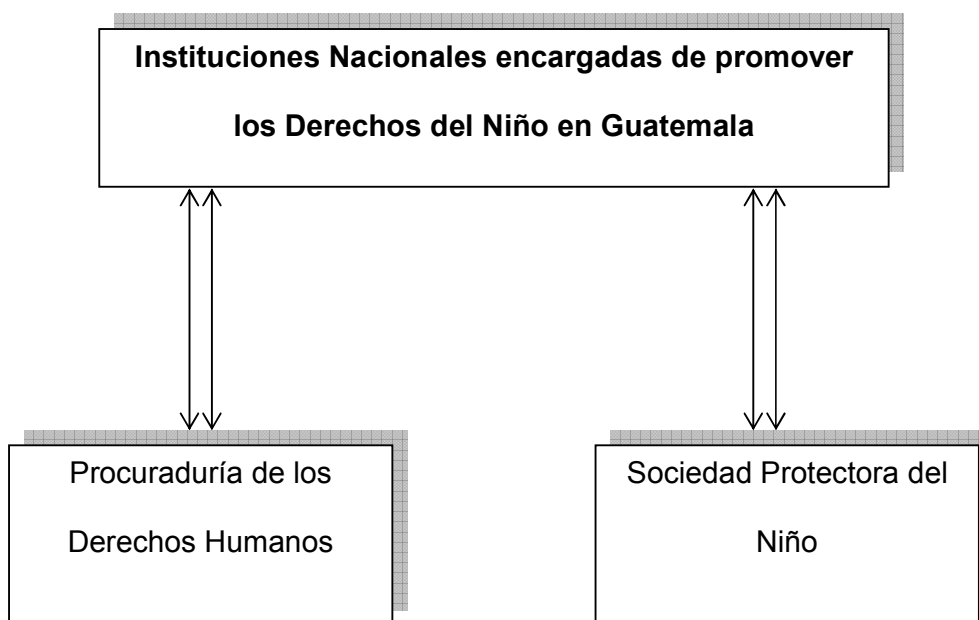 Instituciones Nacionales encargadas de promover
los Derechos del Niño en Guatemala
Procuraduría de los
Derechos Humanos
Sociedad Protectora del
Niño